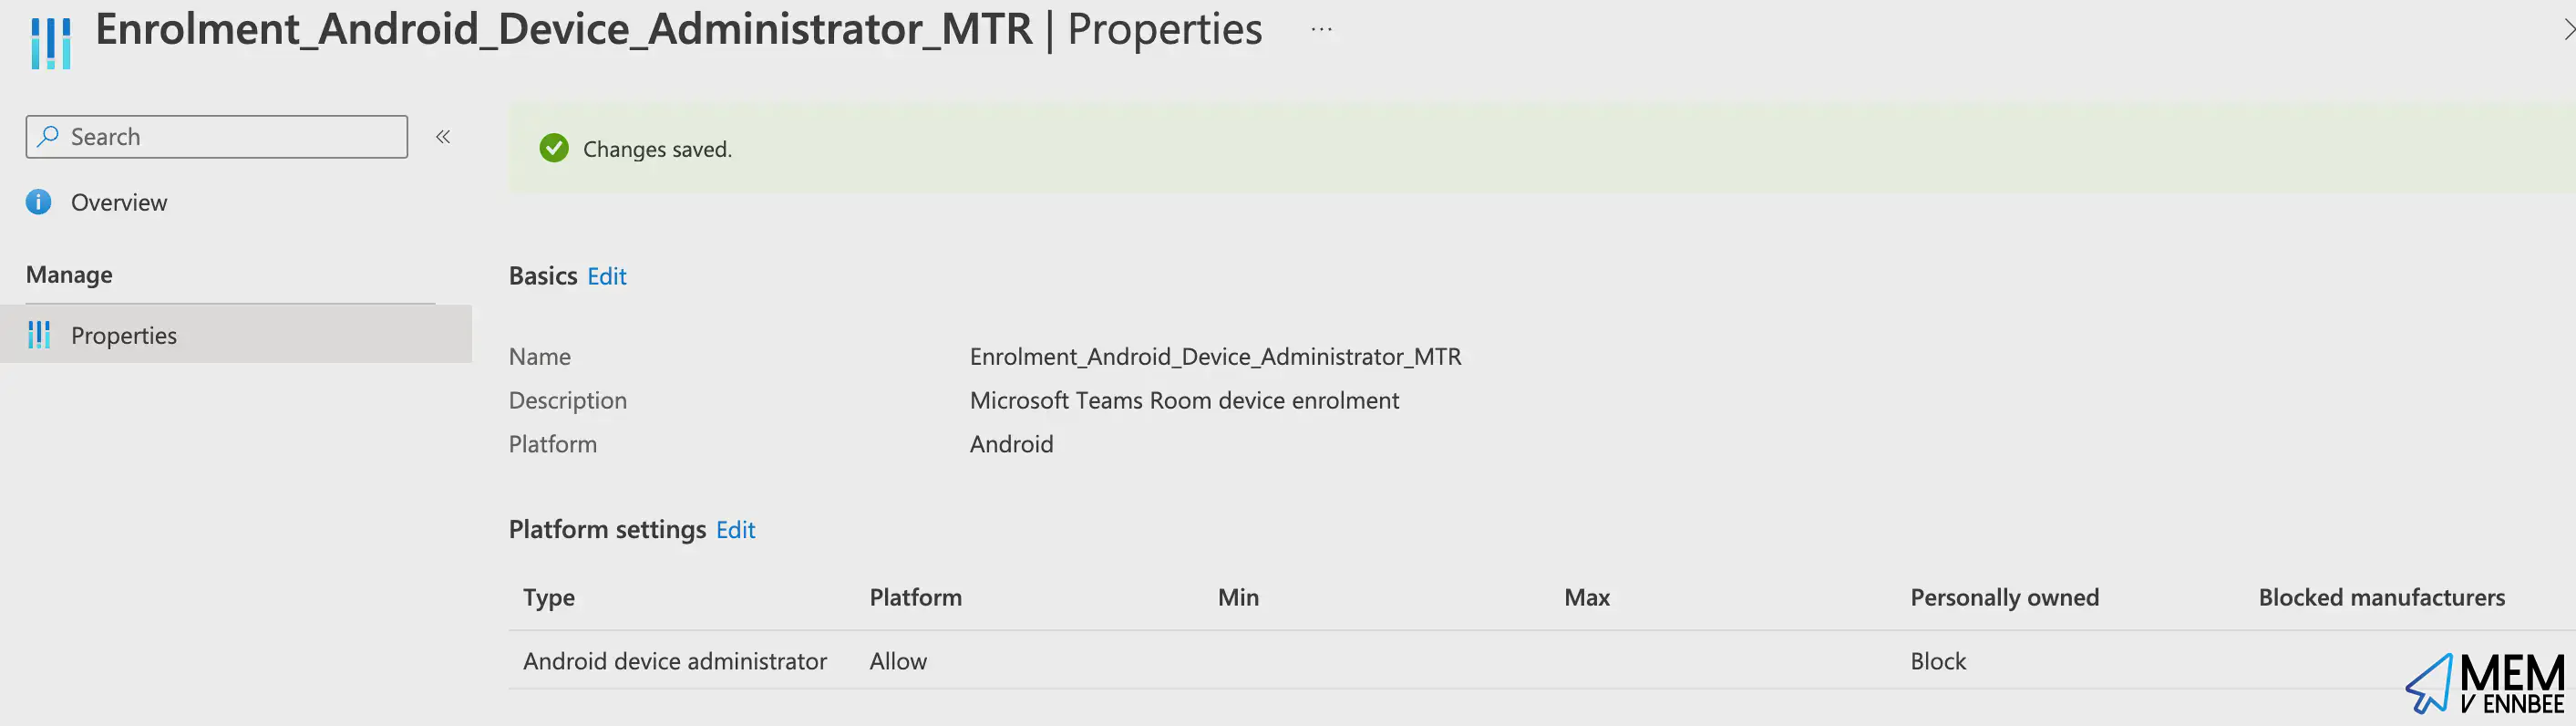 Enrolment_Android_Device_Administrator_MTR | Properties ...
Search
Overview
Manage
Properties
Changes saved.
Basics Edit
Name Enrolment_Android_Device_Administrator_MTR
Description Microsoft Teams Room device enrolment
Platform Android
Platform settings Edit
Type Platform Min Max Personally owned Blocked manufacturers
Android device administrator Allow Block
MEM
V ENNBEE